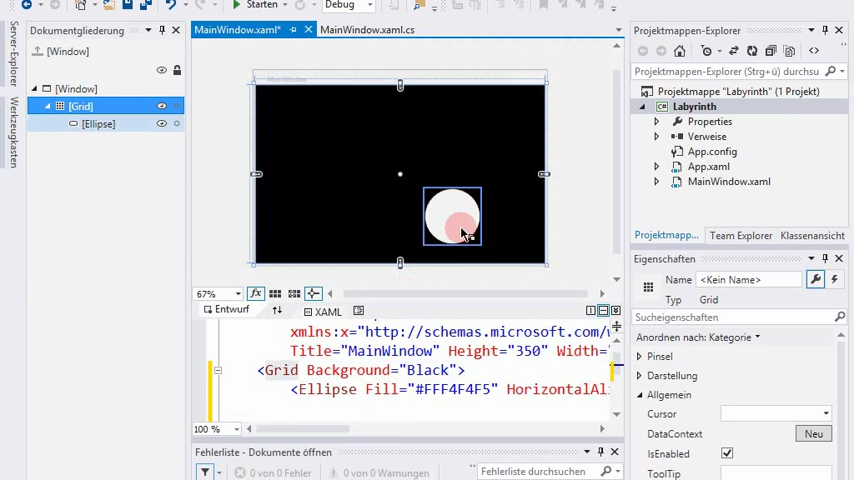 Starten
Debug
Server-Explorer
Werkzeugkasten
Dokumentgliederung
[Window]
[Window]
[Grid]
[Ellipse]
MainWindow.xaml*
MainWindow.xaml.cs
MainWindow
67%
fx
Entwurf
XAML
xmlns:x="http://schemas.microsoft.com/w
Title="MainWindow" Height="350" Width=
<Grid Background="Black">
<Ellipse Fill="#FFF4F4F5" HorizontalAli
100 %
Fehlerliste - Dokumente öffnen
0 von 0 Fehler
0 von 0 Warnungen
Fehlerliste durchsuchen
Projektmappen-Explorer
Projektmappen-Explorer (Strg+ü) durchsu
Projektmappe "Labyrinth" (1 Projekt)
C#
Labyrinth
Properties
Verweise
App.config
App.xaml
MainWindow.xaml
Projektmapp...
Team Explorer
Klassenansicht
Eigenschaften
Name
<Kein Name>
Typ
Grid
Sucheigenschaften
Anordnen nach: Kategorie
Pinsel
Darstellung
Allgemein
Cursor
DataContext
Neu
IsEnabled
ToolTip